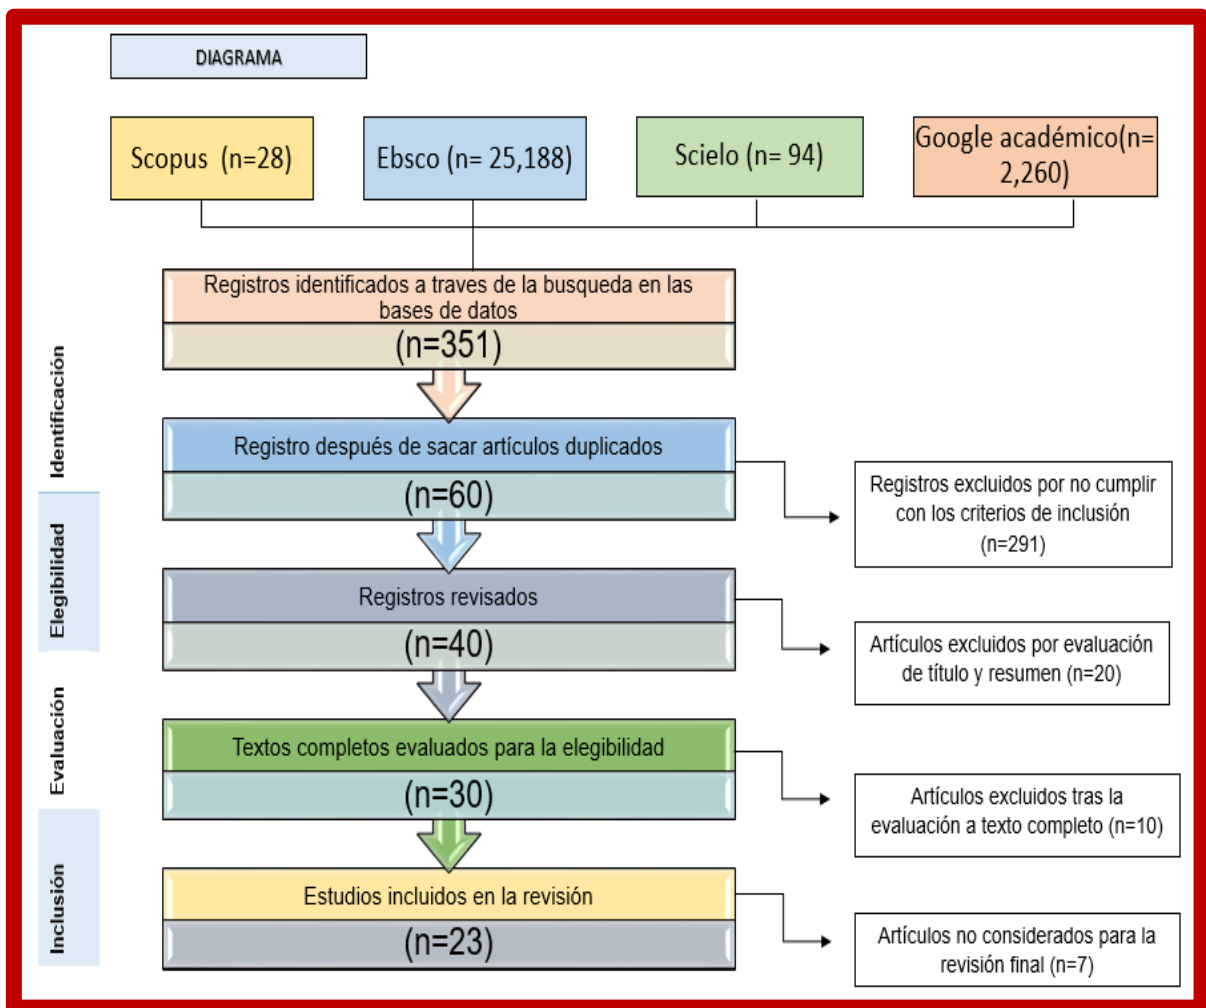 DIAGRAMA
Scopus (n=28)
Ebsco (n= 25,188)
Scielo (n= 94)
Google académico(n=
2,260)
Registros identificados a traves de la busqueda en las
bases de datos
(n=351)
Identificación
Registro después de sacar artículos duplicados
(n=60)
Registros excluidos por no cumplir
con los criterios de inclusión
(n=291)
Elegibilidad
Registros revisados
(n=40)
Artículos excluidos por evaluación
de título y resumen (n=20)
Evaluación
Textos completos evaluados para la elegibilidad
(n=30)
Artículos excluidos tras la
evaluación a texto completo (n=10)
Inclusión
Estudios incluidos en la revisión
(n=23)
Artículos no considerados para la
revisión final (n=7)